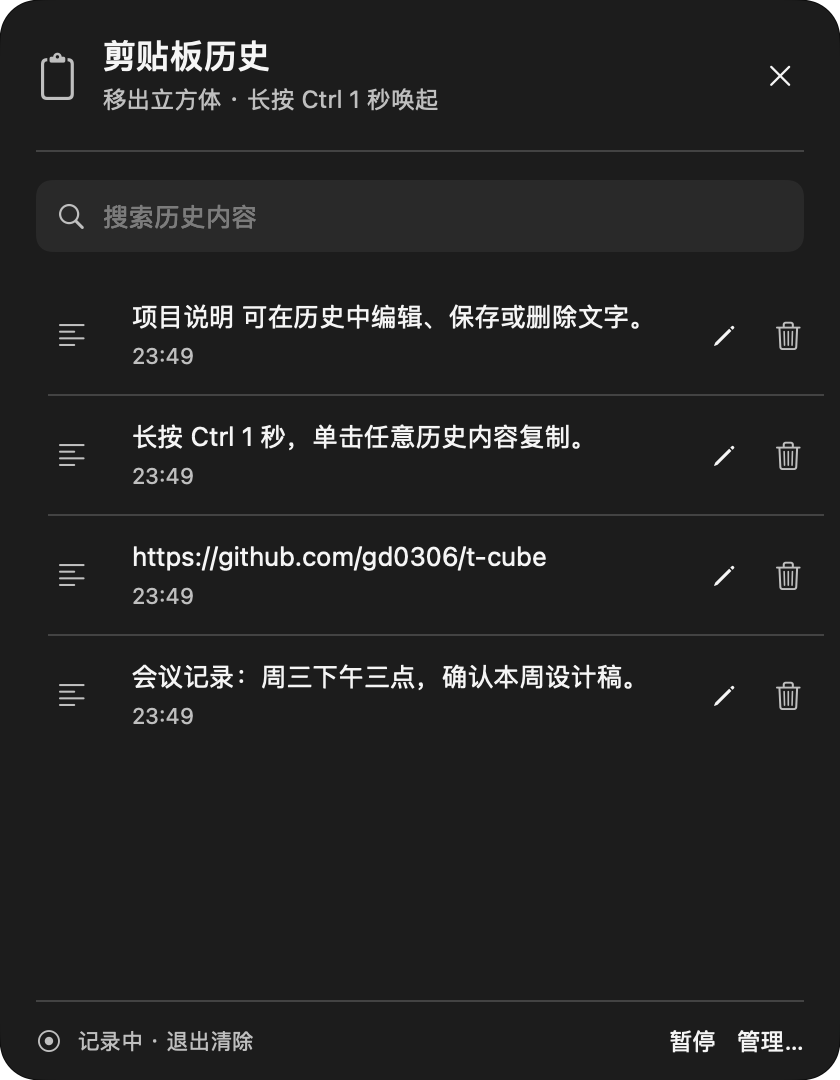 剪贴板历史
移出立方体 · 长按 Ctrl 1 秒唤起
搜索历史内容
项目说明 可在历史中编辑、保存或删除文字。
23:49
长按 Ctrl 1 秒，单击任意历史内容复制。
23:49
https://github.com/gd0306/t-cube
23:49
会议记录：周三下午三点，确认本周设计稿。
23:49
记录中 · 退出清除 暂停 管理...